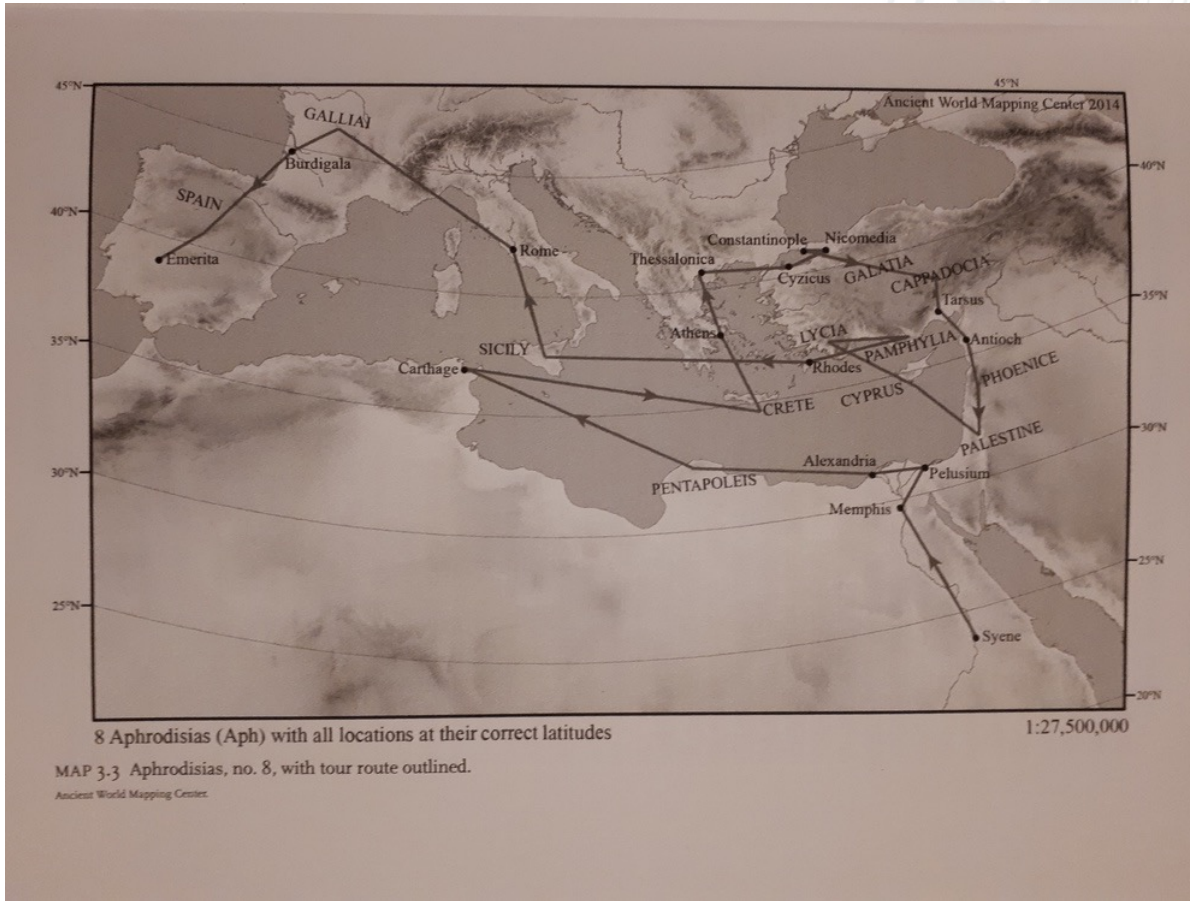 45°N
45°N
Ancient World Mapping Center 2014
GALLIAI
Burdigala
40°N
SPAIN
40°N
Emerita
Rome
Constantinople
Nicomedia
Thessalonica
Cyzicus
GALATIA
CAPPADOCIA
35°N
Tarsus
35°N
Athens
LYCIA
PAMPHYLIA
Antioch
SICILY
Carthage
Rhodes
PHOENICE
CRETE
CYPRUS
30°N
PALESTINE
30°N
Alexandria
Pelusium
PENTAPOLEIS
Memphis
25°N
25°N
Syene
20°N
8 Aphrodisias (Aph) with all locations at their correct latitudes
1:27,500,000
MAP 3.3 Aphrodisias, no. 8, with tour route outlined.
Ancient World Mapping Center.